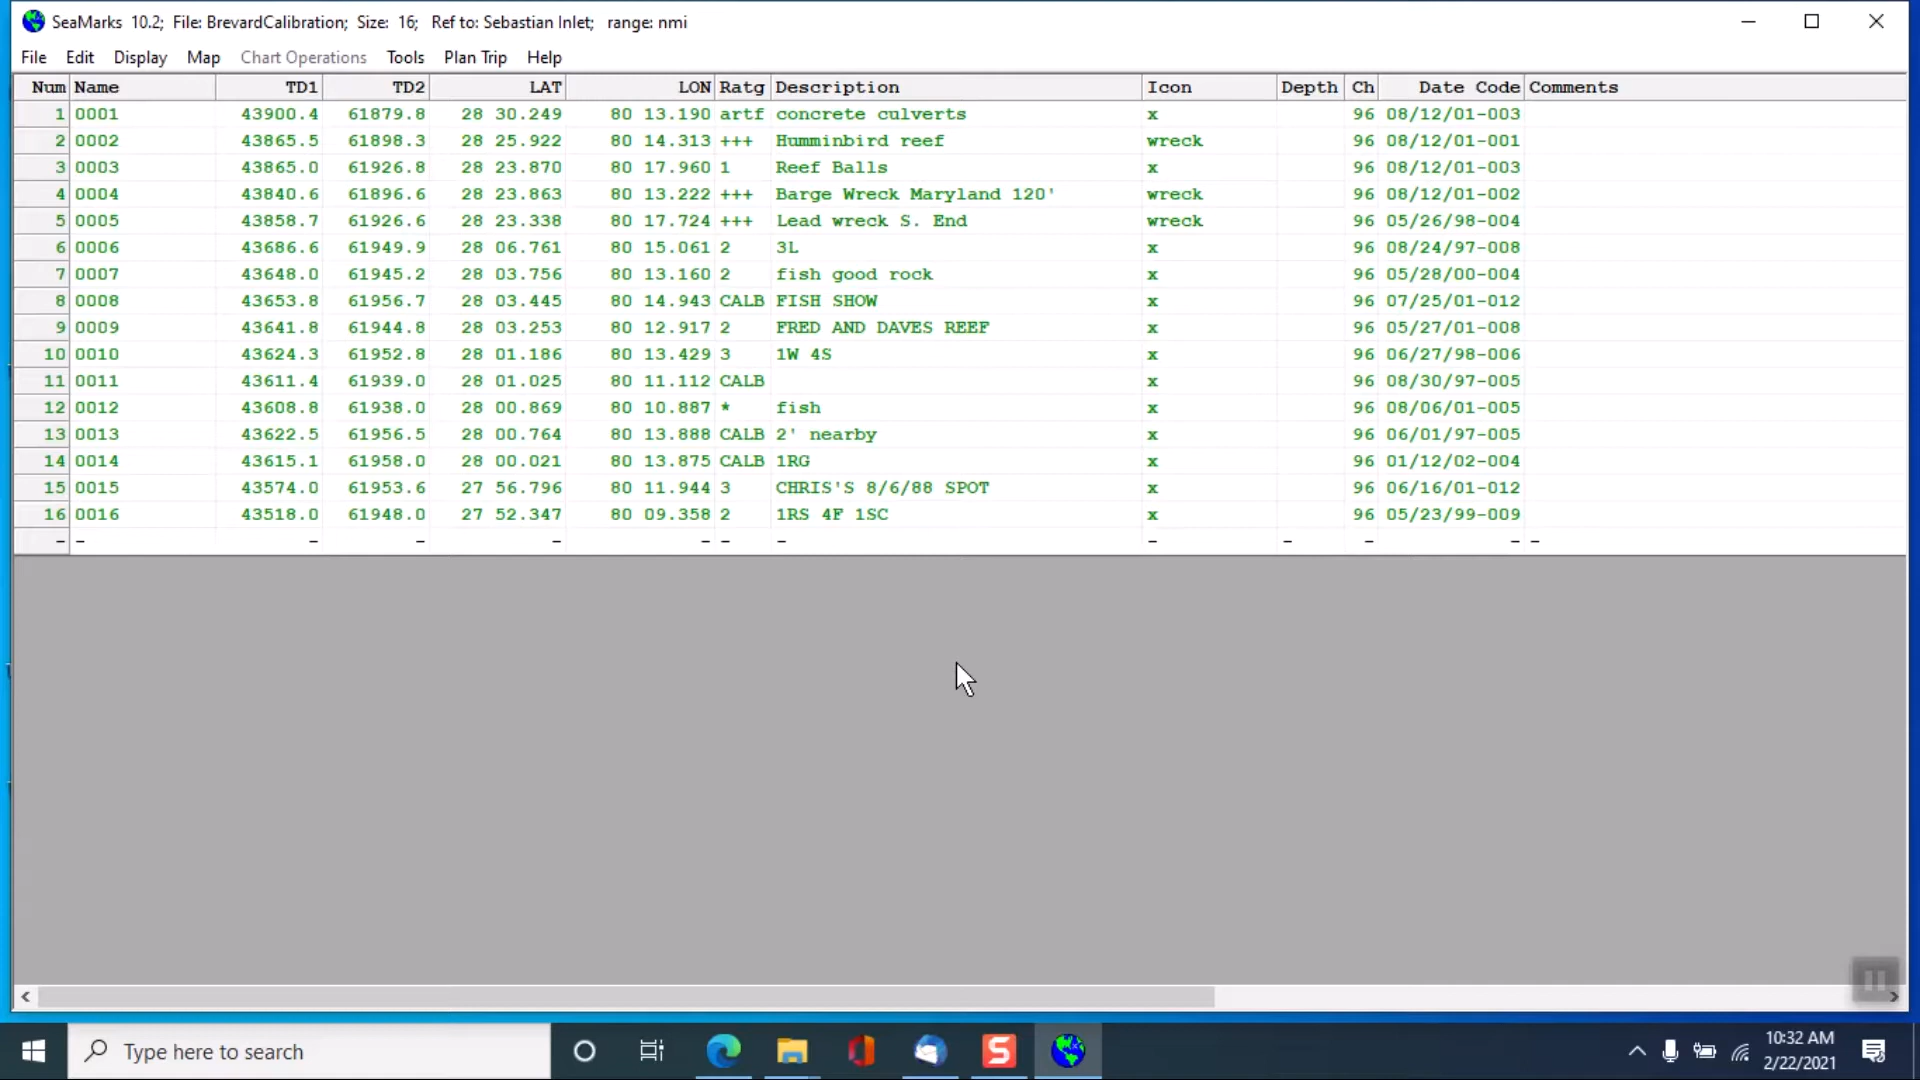 SeaMarks 10.2; File: BrevardCalibration; Size: 16; Ref to: Sebastian Inlet; range: nmi
File Edit Display Map Chart Operations Tools Plan Trip Help
Num Name TD1 TD2 LAT LON Ratg Description Icon Depth Ch Date Code Comments
1 0001 43900.4 61879.8 28 30.249 80 13.190 artf concrete culverts x 96 08/12/01-003
2 0002 43865.5 61898.3 28 25.922 80 14.313 +++ Humminbird reef wreck 96 08/12/01-001
3 0003 43865.0 61926.8 28 23.870 80 17.960 1 Reef Balls x 96 08/12/01-003
4 0004 43840.6 61896.6 28 23.863 80 13.222 +++ Barge Wreck Maryland 120' wreck 96 08/12/01-002
5 0005 43858.7 61926.6 28 23.338 80 17.724 +++ Lead wreck S. End wreck 96 05/26/98-004
6 0006 43686.6 61949.9 28 06.761 80 15.061 2 3L x 96 08/24/97-008
7 0007 43648.0 61945.2 28 03.756 80 13.160 2 fish good rock x 96 05/28/00-004
8 0008 43653.8 61956.7 28 03.445 80 14.943 CALB FISH SHOW x 96 07/25/01-012
9 0009 43641.8 61944.8 28 03.253 80 12.917 2 FRED AND DAVES REEF x 96 05/27/01-008
10 0010 43624.3 61952.8 28 01.186 80 13.429 3 1W 4S x 96 06/27/98-006
11 0011 43611.4 61939.0 28 01.025 80 11.112 CALB x 96 08/30/97-005
12 0012 43608.8 61938.0 28 00.869 80 10.887 * fish x 96 08/06/01-005
13 0013 43622.5 61956.5 28 00.764 80 13.888 CALB 2' nearby x 96 06/01/97-005
14 0014 43615.1 61958.0 28 00.021 80 13.875 CALB 1RG x 96 01/12/02-004
15 0015 43574.0 61953.6 27 56.796 80 11.944 3 CHRIS'S 8/6/88 SPOT x 96 06/16/01-012
16 0016 43518.0 61948.0 27 52.347 80 09.358 2 1RS 4F 1SC x 96 05/23/99-009
- - - - - - - - - - - - -
Type here to search
S
10:32 AM
2/22/2021